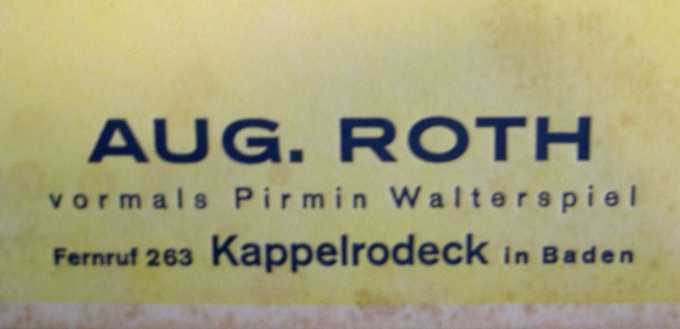 AUG. ROTH
vormals Pirmin Walterspiel
Fernruf 263 Kappelrodeck in Baden